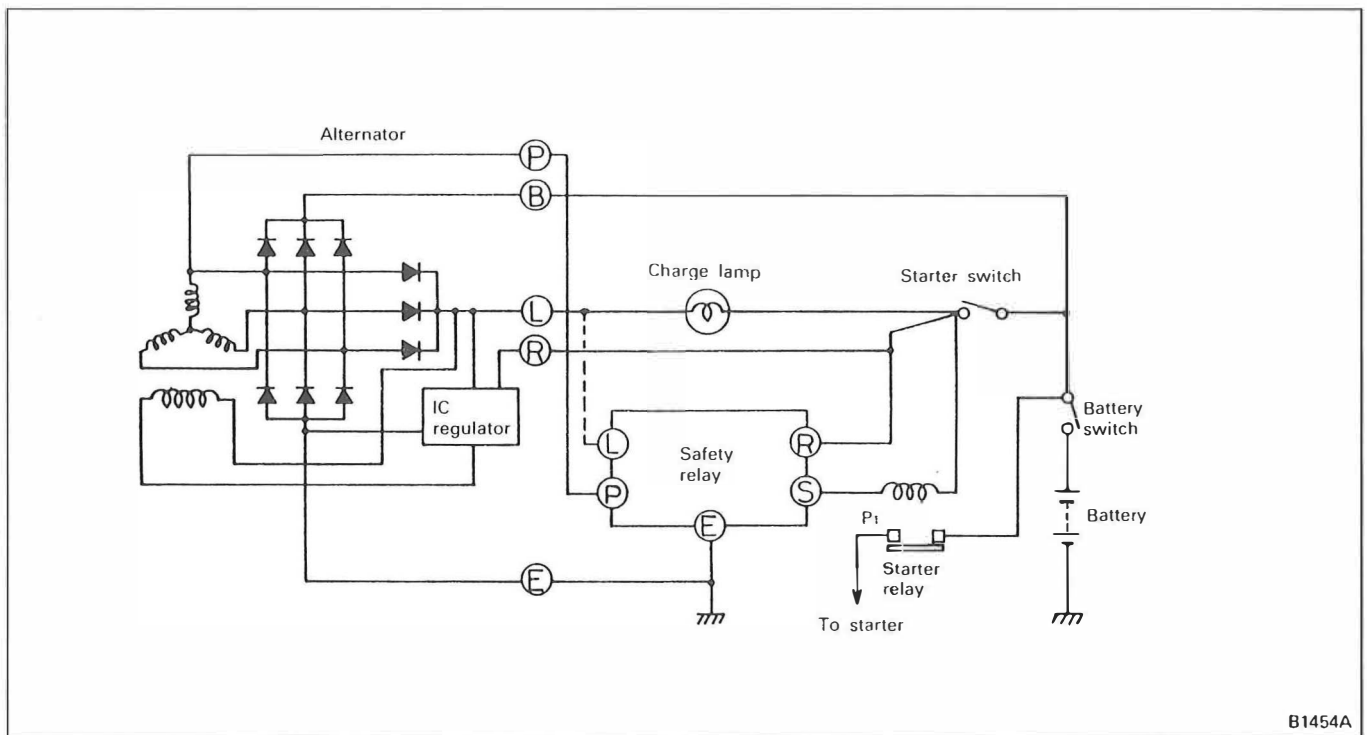 Alternator
P
B
Charge lamp
Starter switch
L
R
IC
regulator
Battery
switch
L
Safety
relay
R
P
S
E
P1
Battery
Starter
relay
E
To starter
B1454A